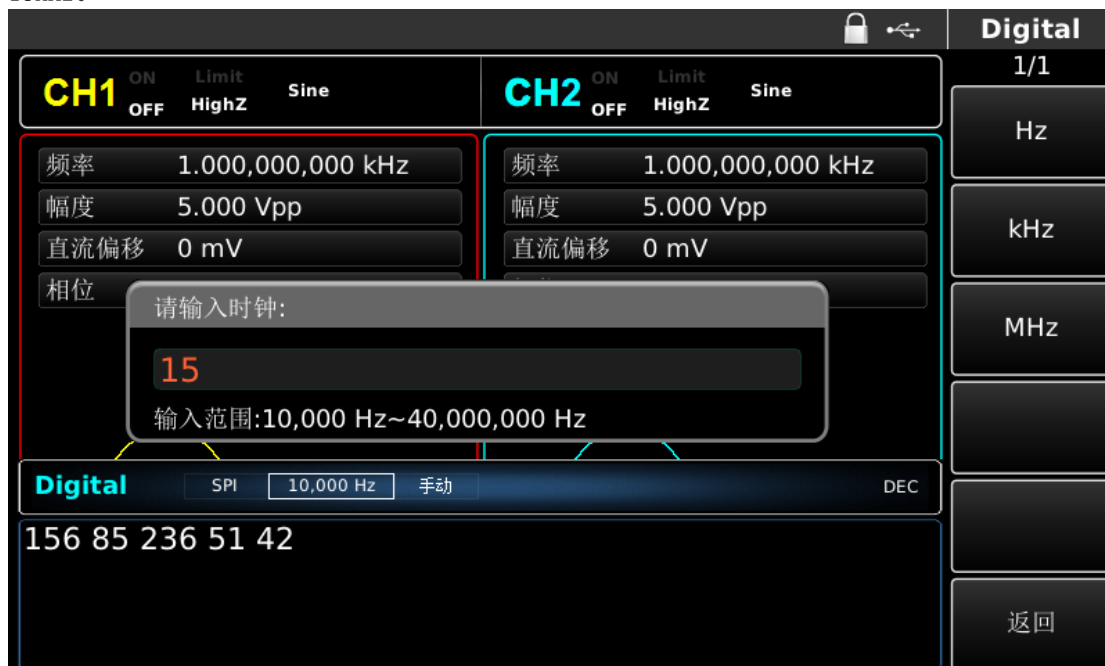 Digital
1/1
CH1 ON OFF Limit HighZ Sine
CH2 ON OFF Limit HighZ Sine
Hz
频率 1.000,000,000 kHz
频率 1.000,000,000 kHz
幅度 5.000 Vpp
幅度 5.000 Vpp
kHz
直流偏移 0 mV
直流偏移 0 mV
相位
请输入时钟:
MHz
15
输入范围:10,000 Hz~40,000,000 Hz
Digital SPI 10,000 Hz 手动 DEC
156 85 236 51 42
返回